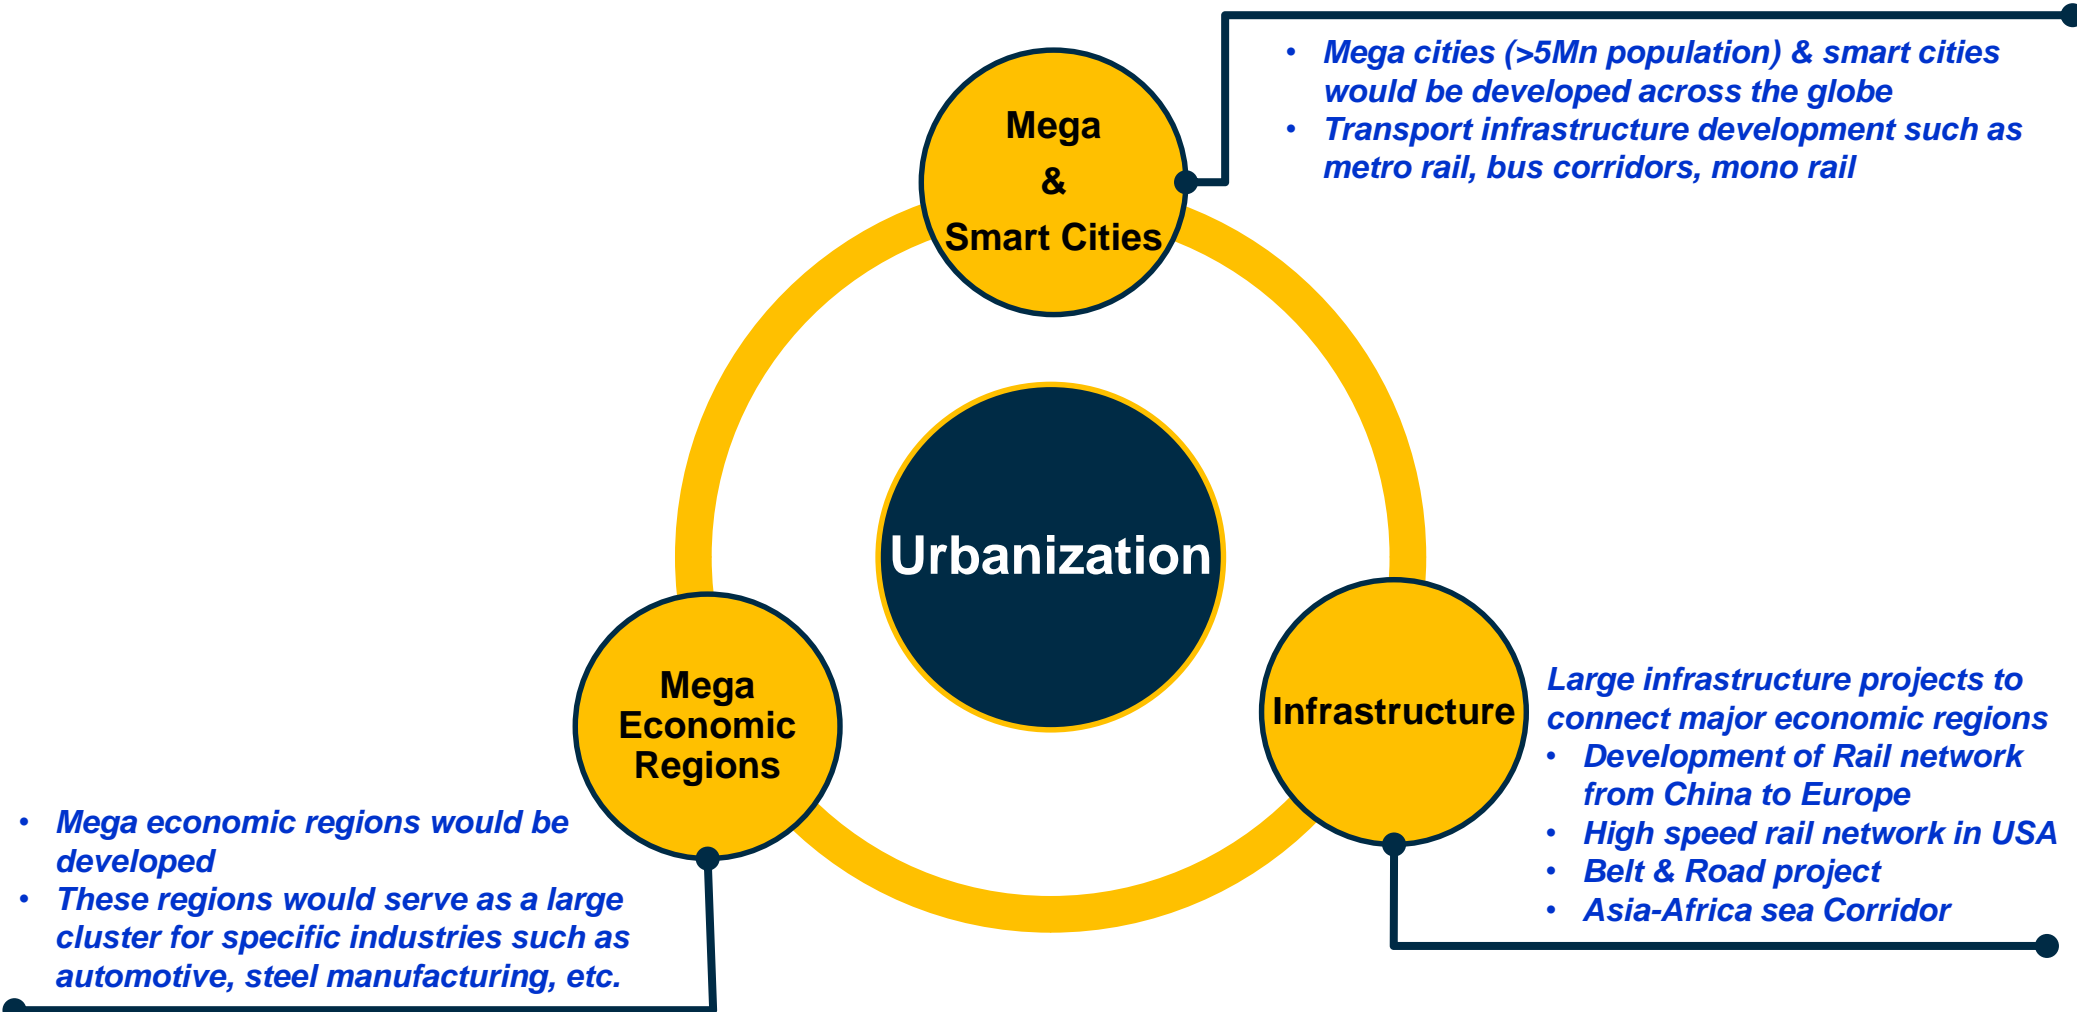 • Mega cities (>5Mn population) & smart cities
would be developed across the globe
• Transport infrastructure development such as
metro rail, bus corridors, mono rail
Mega
&
Smart Cities
Urbanization
Mega
Economic
Regions
Infrastructure
Large infrastructure projects to
connect major economic regions
• Development of Rail network
from China to Europe
• High speed rail network in USA
• Belt & Road project
• Asia-Africa sea Corridor
• Mega economic regions would be
developed
• These regions would serve as a large
cluster for specific industries such as
automotive, steel manufacturing, etc.